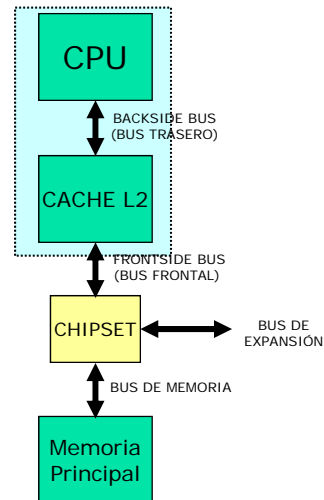 CPU
BACKSIDE BUS
(BUS TRASERO)
CACHE L2
FRONTSIDE BUS
(BUS FRONTAL)
CHIPSET
BUS DE
EXPANSIÓN
BUS DE MEMORIA
Memoria
Principal